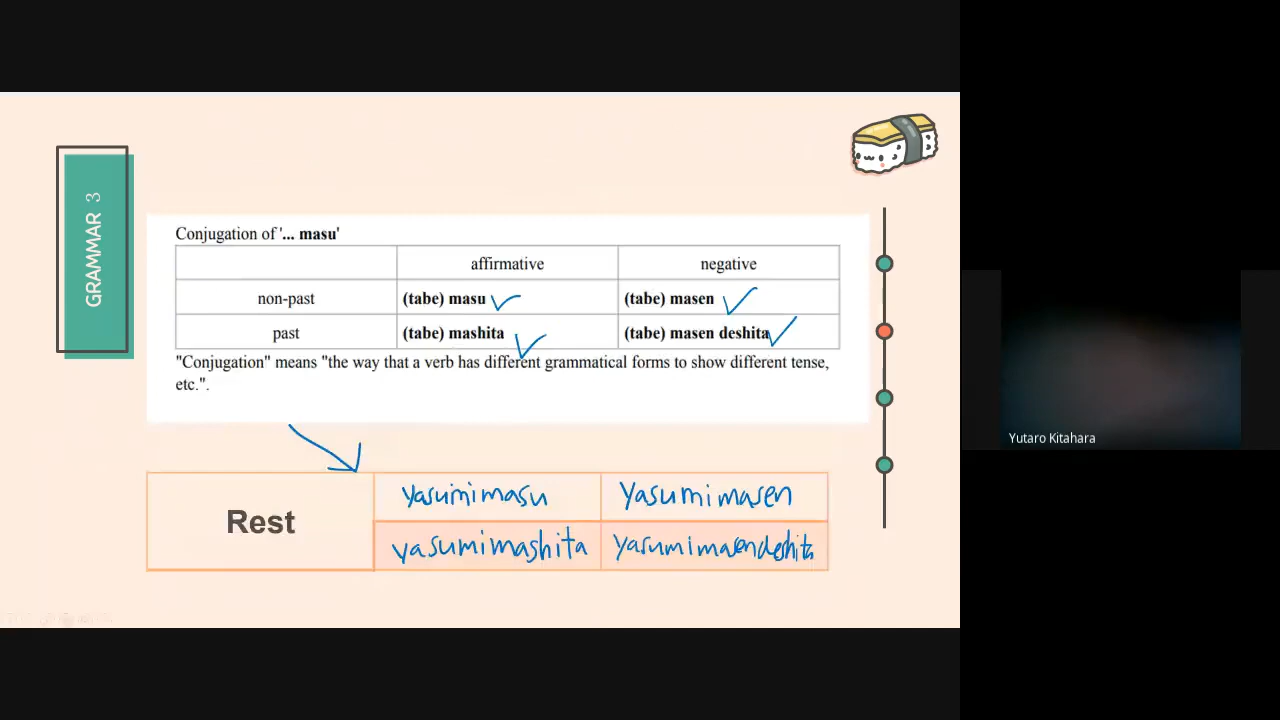 GRAMMAR 3
Conjugation of '... masu'
affirmative negative
non-past (tabe) masu (tabe) masen
past (tabe) mashita (tabe) masen deshita
"Conjugation" means "the way that a verb has different grammatical forms to show different tense,
etc.".
Rest
yasumimasu yasumimasen
yasumimashita yasumimasendeshita
Yutaro Kitahara